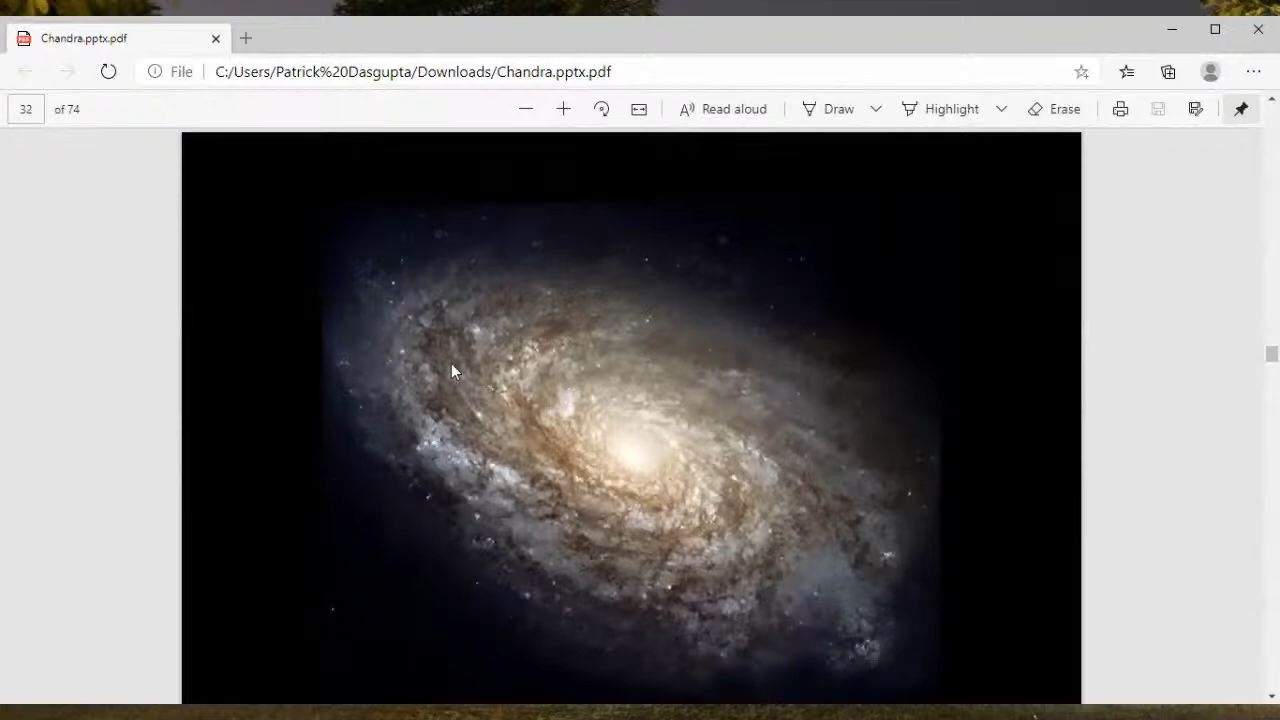 Chandra.pptx.pdf
File C:/Users/Patrick%20Dasgupta/Downloads/Chandra.pptx.pdf
32 of 74 Read aloud Draw Highlight Erase